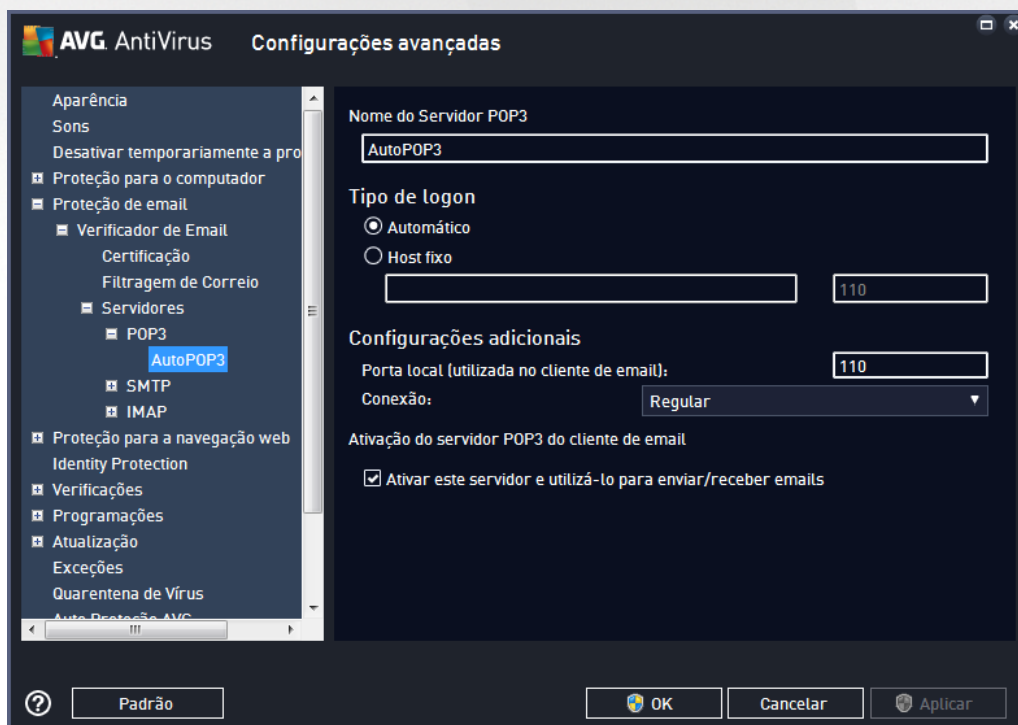 AVG. AntiVirus Configurações avançadas
Aparência
Sons
Desativar temporariamente a pro
Proteção para o computador
Proteção de email
Verificador de Email
Certificação
Filtragem de Correio
Servidores
POP3
AutoPOP3
SMTP
IMAP
Proteção para a navegação web
Identity Protection
Verificações
Programações
Atualização
Exceções
Quarentena de Vírus
Auto Proteção AVG
Nome do Servidor POP3
AutoPOP3
Tipo de logon
Automático
Host fixo
110
Configurações adicionais
Porta local (utilizada no cliente de email): 110
Conexão: Regular
Ativação do servidor POP3 do cliente de email
Ativar este servidor e utilizá-lo para enviar/receber emails
? Padrão OK Cancelar Aplicar